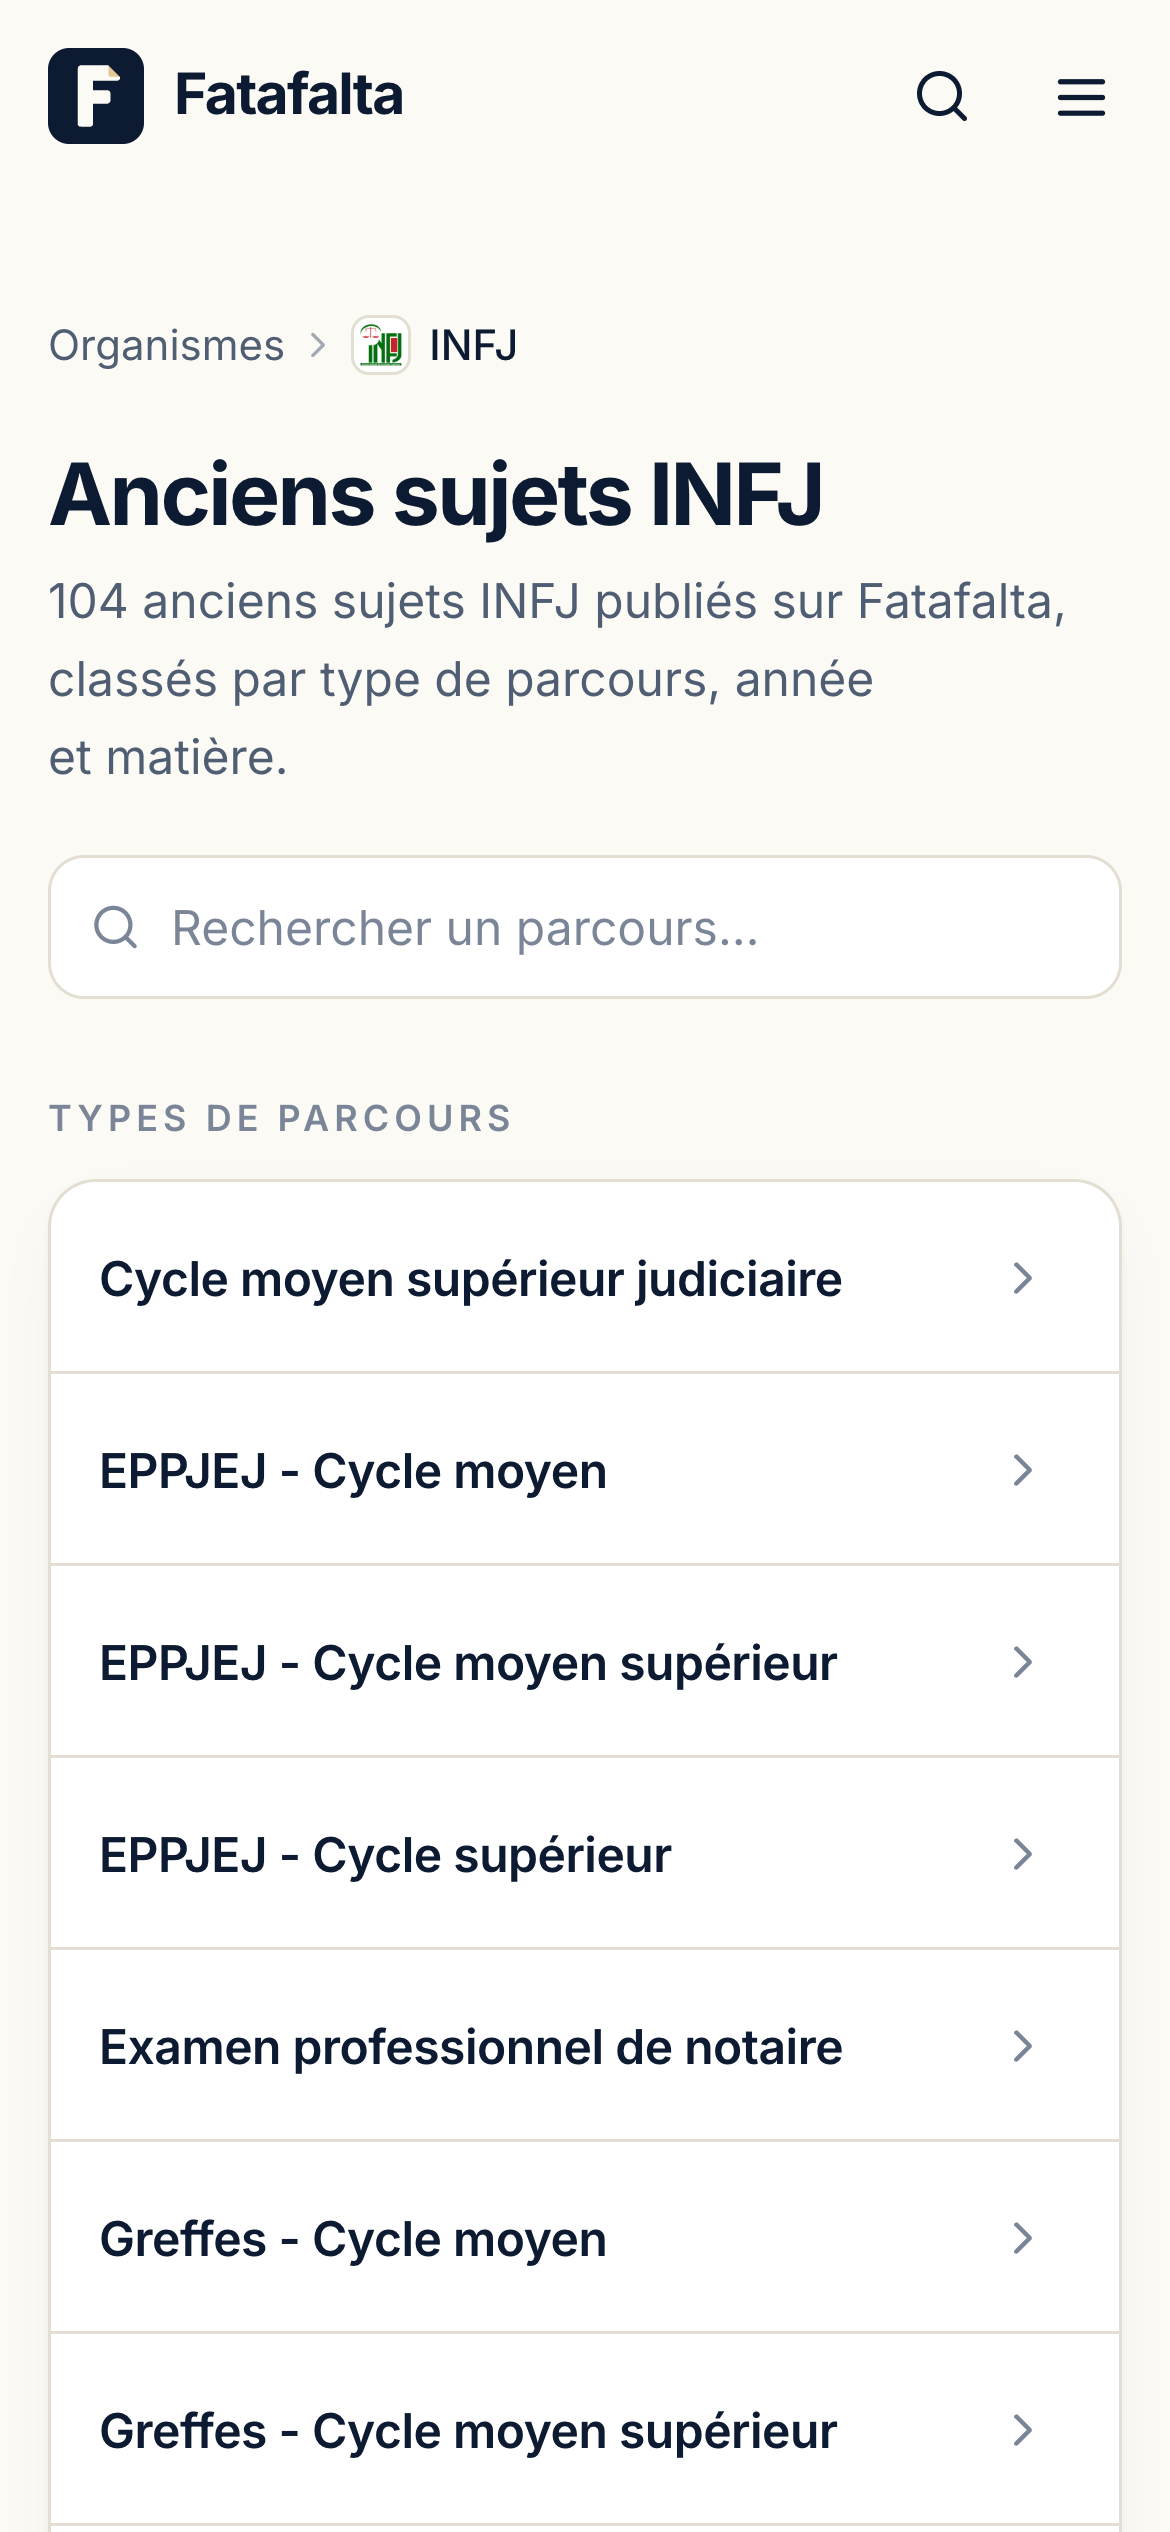 Fatafalta
Organismes
INFJ
Anciens sujets INFJ
104 anciens sujets INFJ publiés sur Fatafalta,
classés par type de parcours, année
et matière.
Rechercher un parcours...
TYPES DE PARCOURS
Cycle moyen supérieur judiciaire
EPPJEJ - Cycle moyen
EPPJEJ - Cycle moyen supérieur
EPPJEJ - Cycle supérieur
Examen professionnel de notaire
Greffes - Cycle moyen
Greffes - Cycle moyen supérieur